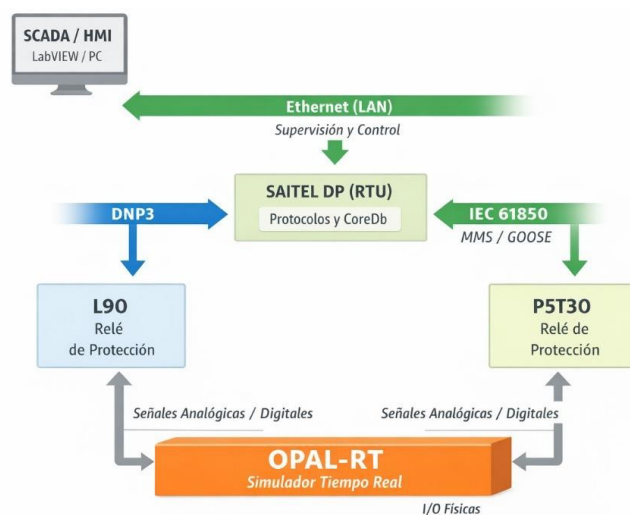 SCADA / HMI
LabVIEW / PC
Ethernet (LAN)
Supervisión y Control
SAITEL DP (RTU)
Protocolos y CoreDb
DNP3
IEC 61850
MMS / GOOSE
L90
Relé
de Protección
P5T30
Relé de
Protección
Señales Analógicas / Digitales
Señales Analógicas / Digitales
OPAL-RT
Simulador Tiempo Real
I/O Físicas